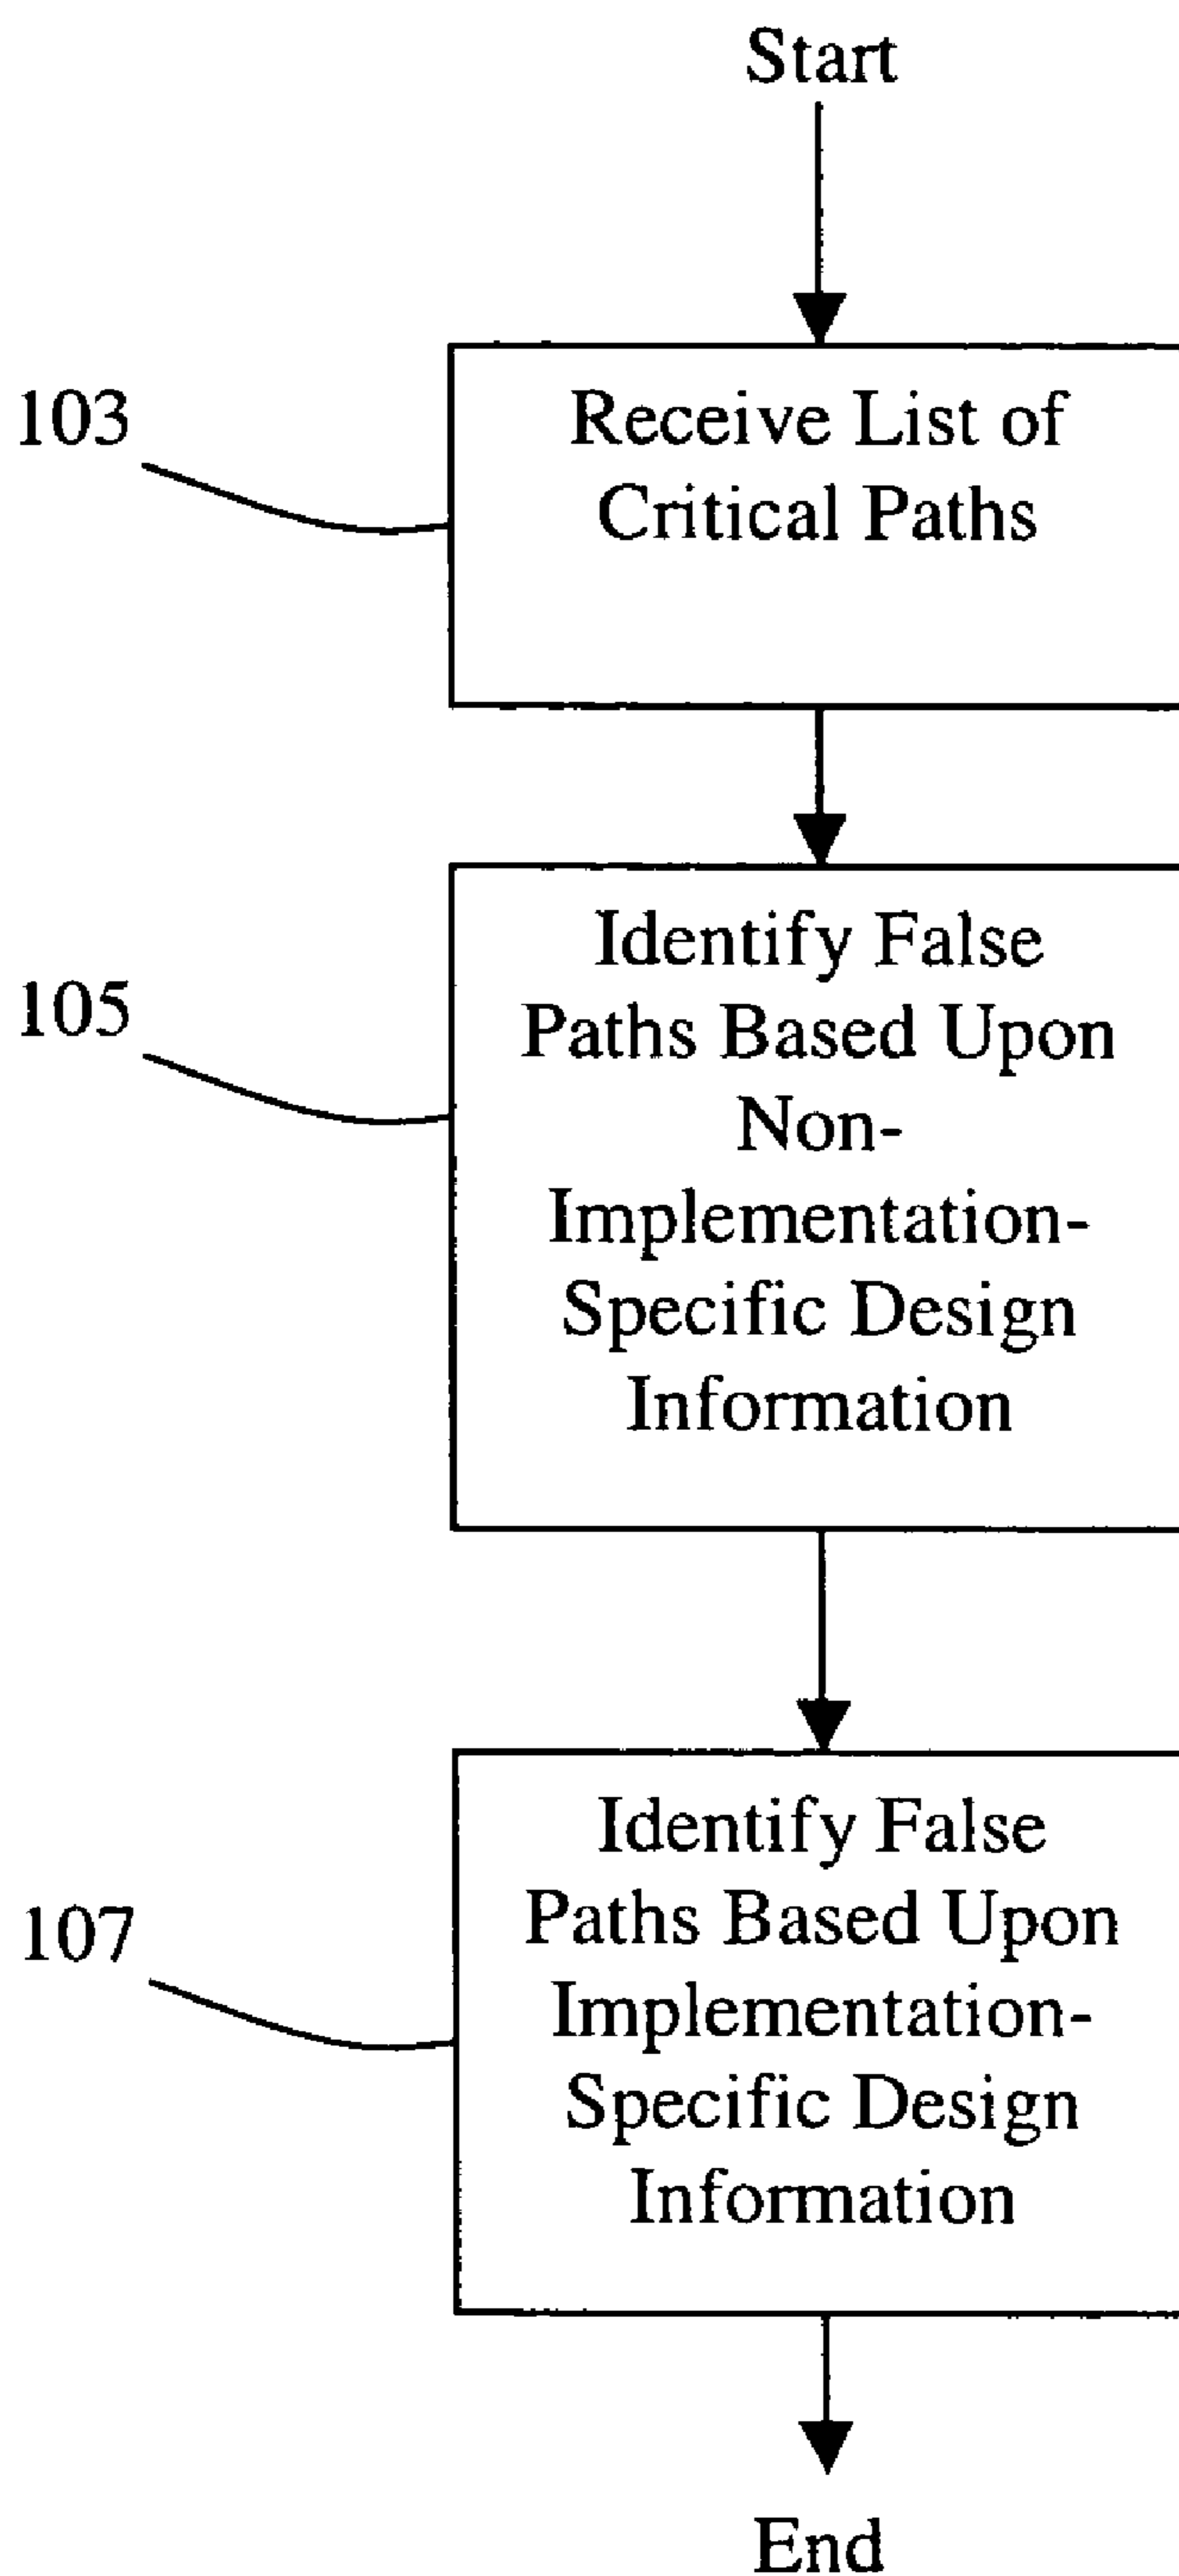 Start
103
Receive List of
Critical Paths
105
Identify False
Paths Based Upon
Non-
Implementation-
Specific Design
Information
107
Identify False
Paths Based Upon
Implementation-
Specific Design
Information
End